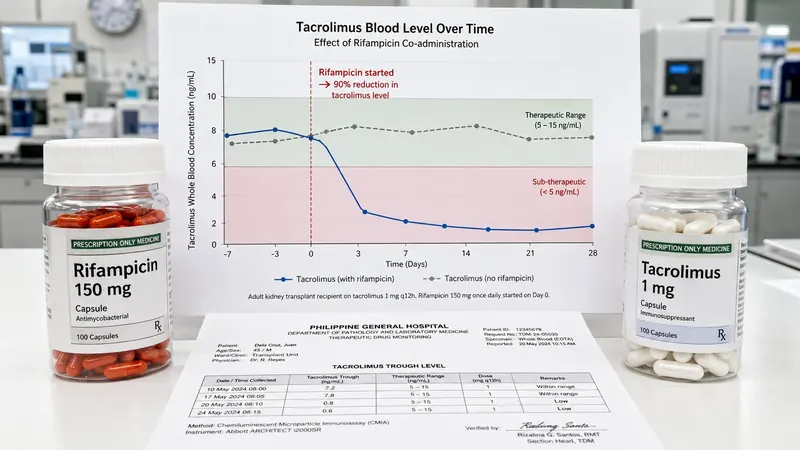 Tacrolimus Blood Level Over Time
Effect of Rifampicin Co-administration
Tacrolimus Whole Blood Concentration (ng/mL)
15
10
8
6
4
2
0
Rifampicin started
→ 90% reduction in
tacrolimus level
Therapeutic Range
(5 – 15 ng/mL)
Sub-therapeutic
(< 5 ng/mL)
-7 -3 0 3 7 14 21 28
Time (Days)
Tacrolimus (with rifampicin) Tacrolimus (no rifampicin)
Adult kidney transplant recipient on tacrolimus 1 mg q12h. Rifampicin 150 mg once daily started on Day 0.
PRESCRIPTION ONLY MEDICINE
Rifampicin
150 mg
Capsule
Antimycobacterial
100 Capsules
Rx
PRESCRIPTION ONLY MEDICINE
Tacrolimus
1 mg
Capsule
Immunosuppressant
100 Capsules
Rx
PHILIPPINE GENERAL HOSPITAL
DEPARTMENT OF PATHOLOGY AND LABORATORY MEDICINE
THERAPEUTIC DRUG MONITORING
Patient: Dela Cruz, Juan
Age/Sex: 45 / M
Ward/Clinic: Transplant Unit
Physician: Dr. R. Reyes
Patient ID: 12345678
Request No: TDM-24-05035
Specimen: Whole Blood (EDTA)
Reported: 20 May 2024 10:15 AM
TACROLIMUS TROUGH LEVEL
Date / Time Collected Tacrolimus Trough (ng/mL) Therapeutic Range (ng/mL) Dose (mg q12h) Remarks
10 May 2024 08:00 7.2 5 – 15 1 Within range
17 May 2024 08:05 7.8 5 – 15 1 Within range
20 May 2024 08:10 0.8 5 – 15 1 Low
24 May 2024 08:15 0.6 5 – 15 1 Low
Method: Chemiluminescent Microparticle Immunoassay (CMIA)
Instrument: Abbott ARCHITECT i2000SR
Verified by:
Rizalina G. Santos, RMT
Section Head, TDM